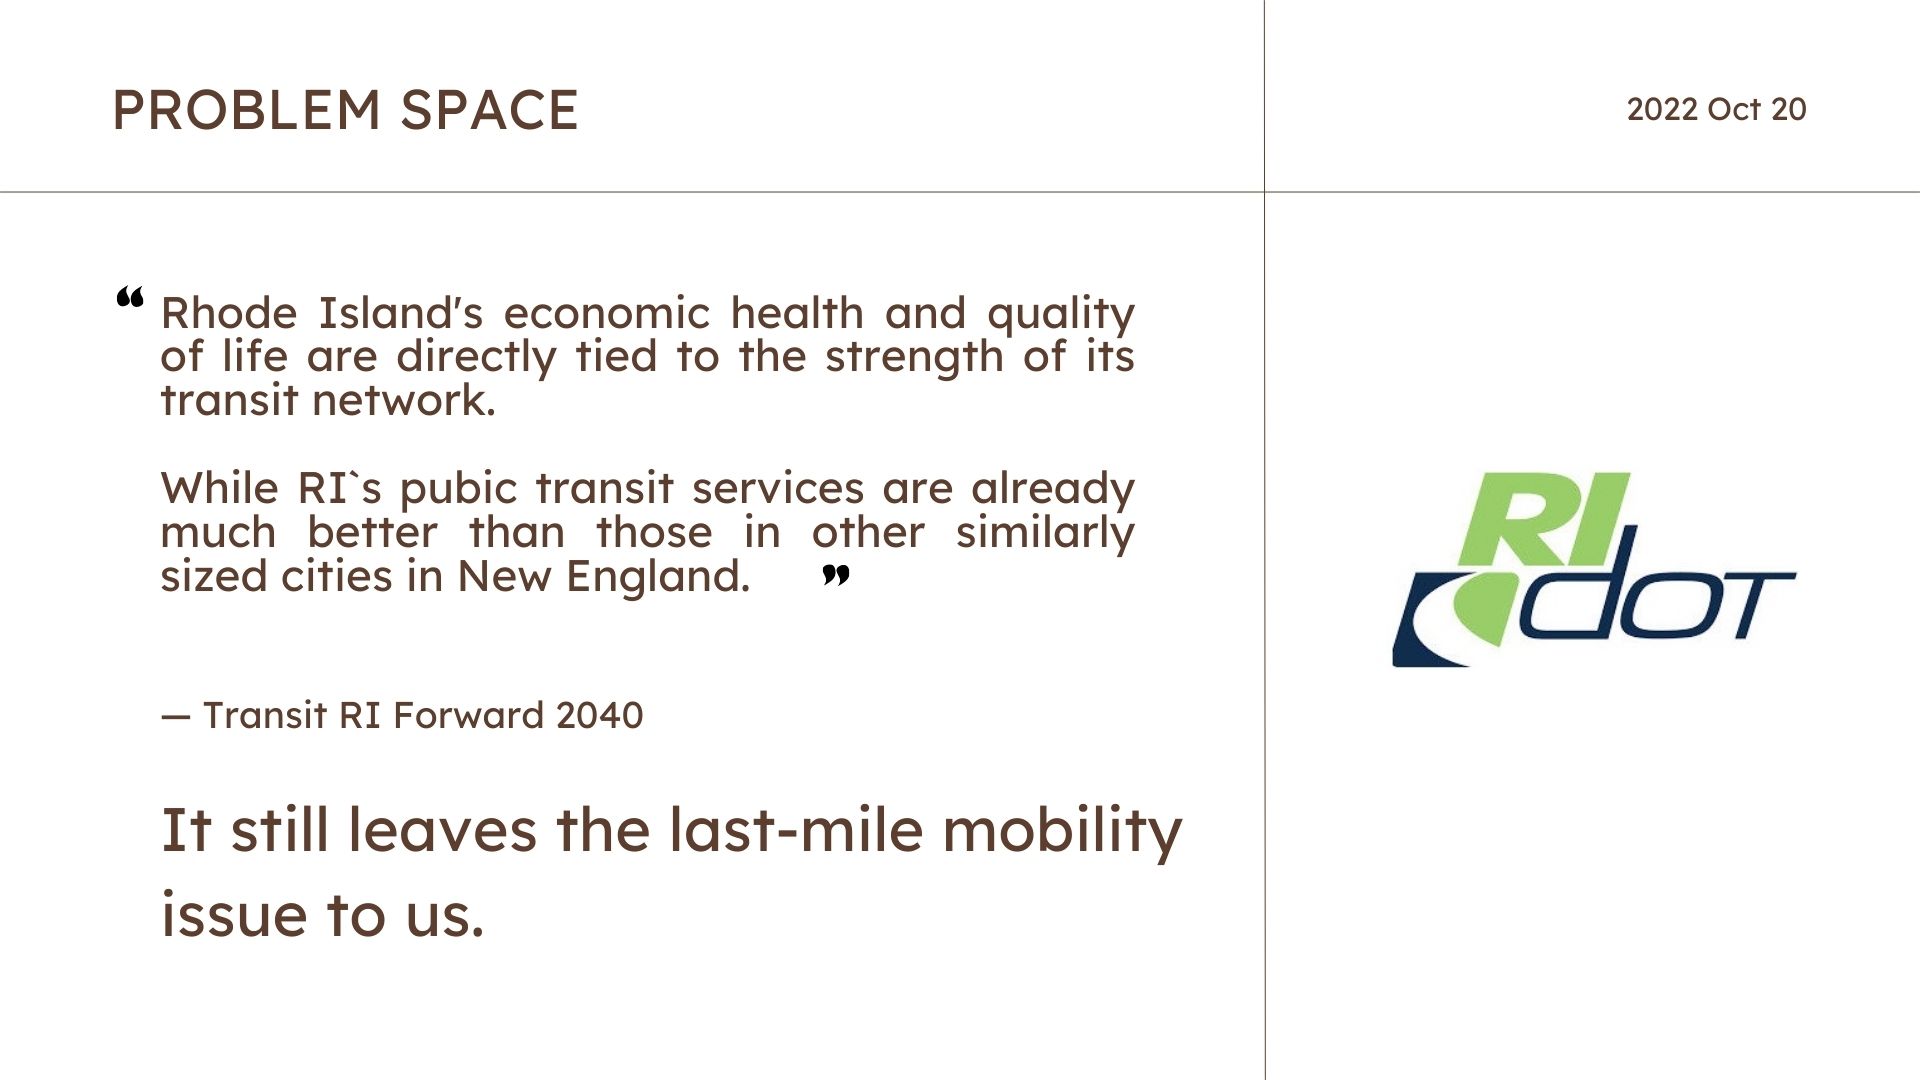 PROBLEM SPACE
2022 Oct 20
“ Rhode Island's economic health and quality
of life are directly tied to the strength of its
transit network.
While RI`s pubic transit services are already
much better than those in other similarly
sized cities in New England. ”
— Transit RI Forward 2040
It still leaves the last-mile mobility
issue to us.
RI
dOT